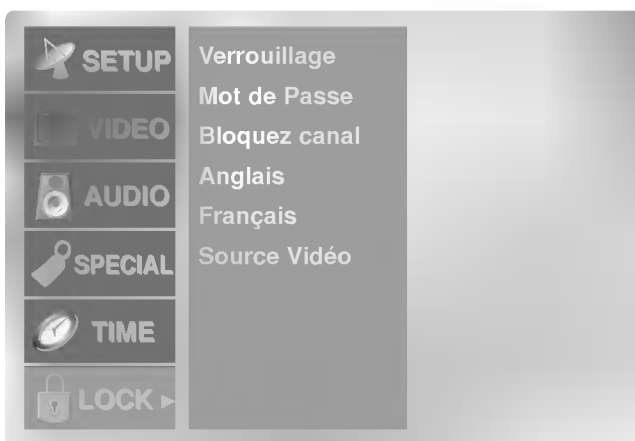 SETUP
VIDEO
AUDIO
SPECIAL
TIME
LOCK
Verrouillage
Mot de Passe
Bloquez canal
Anglais
Français
Source Vidéo